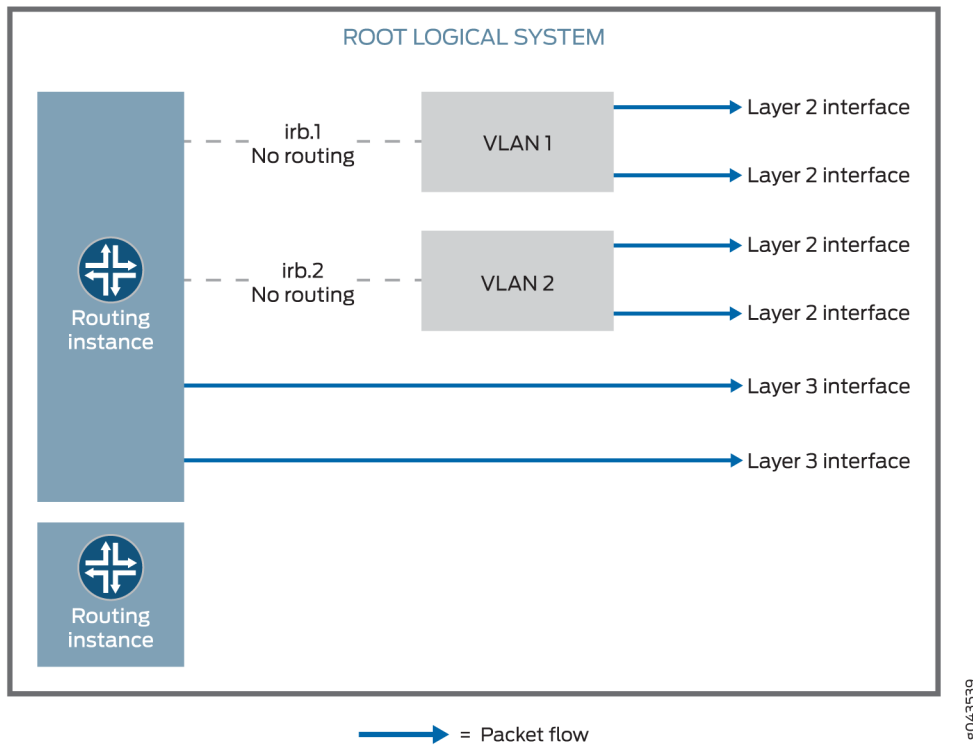 ROOT LOGICAL SYSTEM
irb.1
No routing
VLAN 1
Layer 2 interface
Layer 2 interface
irb.2
No routing
VLAN 2
Layer 2 interface
Layer 2 interface
Routing
instance
Layer 3 interface
Layer 3 interface
Routing
instance
= Packet flow
g043539